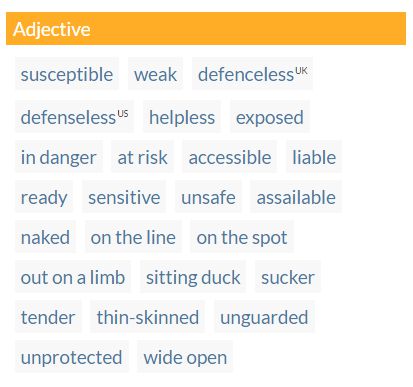 Adjective
susceptible weak defenceless UK
defenseless US helpless exposed
in danger at risk accessible liable
ready sensitive unsafe assailable
naked on the line on the spot
out on a limb sitting duck sucker
tender thin-skinned unguarded
unprotected wide open